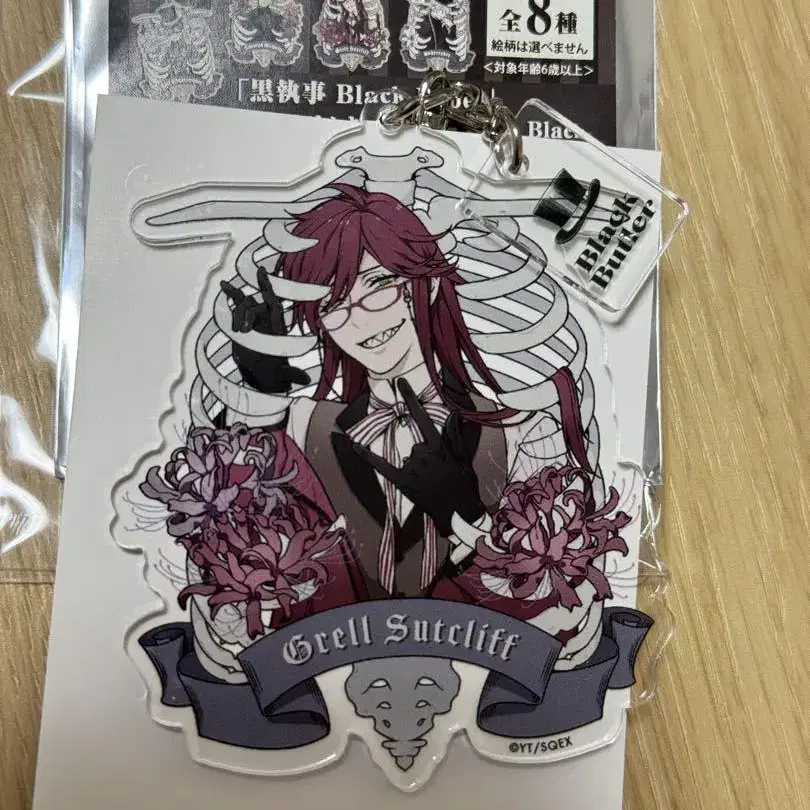 全8種
絵柄は選べません
<対象年齢6歳以上>
「黒執事 Black
Black
Black
Butler
Grell Sutcliff
©YT/SQEX